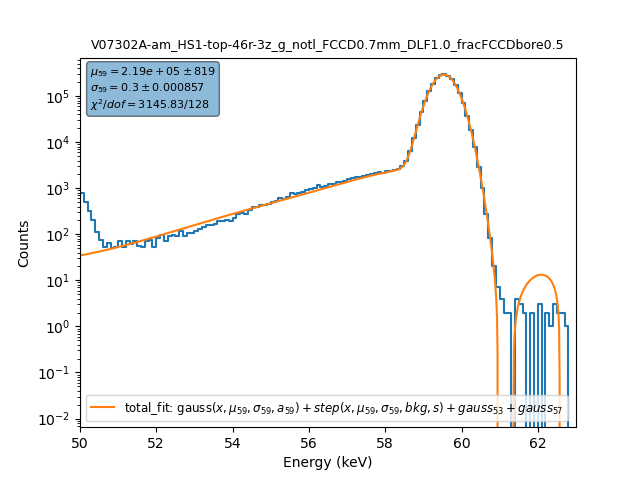 V07302A-am_HS1-top-46r-3z_g_notl_FCCD0.7mm_DLF1.0_fracFCCDbore0.5
μ₅₉ = 2.19e + 05 ± 819
σ₅₉ = 0.3 ± 0.000857
χ²/dof = 3145.83/128
Counts
10⁵
10⁴
10³
10²
10¹
10⁰
10⁻¹
10⁻²
total_fit: gauss(x, μ₅₉, σ₅₉, a₅₉) + step(x, μ₅₉, σ₅₉, bkg, s) + gauss₅₃ + gauss₅₇
50 52 54 56 58 60 62
Energy (keV)